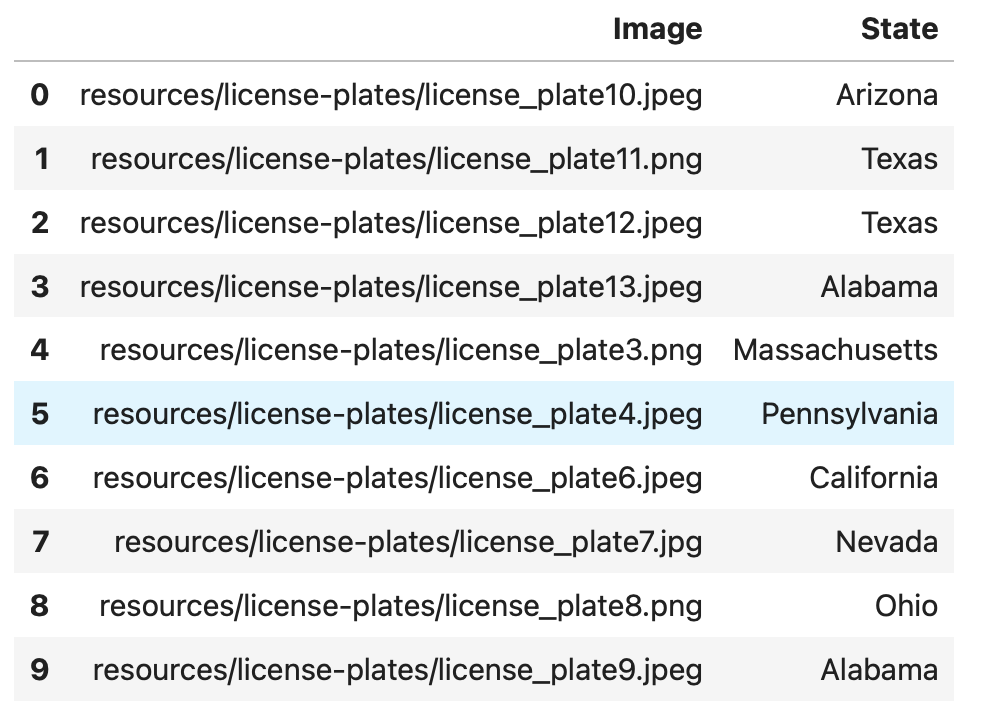 Image State
0 resources/license-plates/license_plate10.jpeg Arizona
1 resources/license-plates/license_plate11.png Texas
2 resources/license-plates/license_plate12.jpeg Texas
3 resources/license-plates/license_plate13.jpeg Alabama
4 resources/license-plates/license_plate3.png Massachusetts
5 resources/license-plates/license_plate4.jpeg Pennsylvania
6 resources/license-plates/license_plate6.jpeg California
7 resources/license-plates/license_plate7.jpg Nevada
8 resources/license-plates/license_plate8.png Ohio
9 resources/license-plates/license_plate9.jpeg Alabama